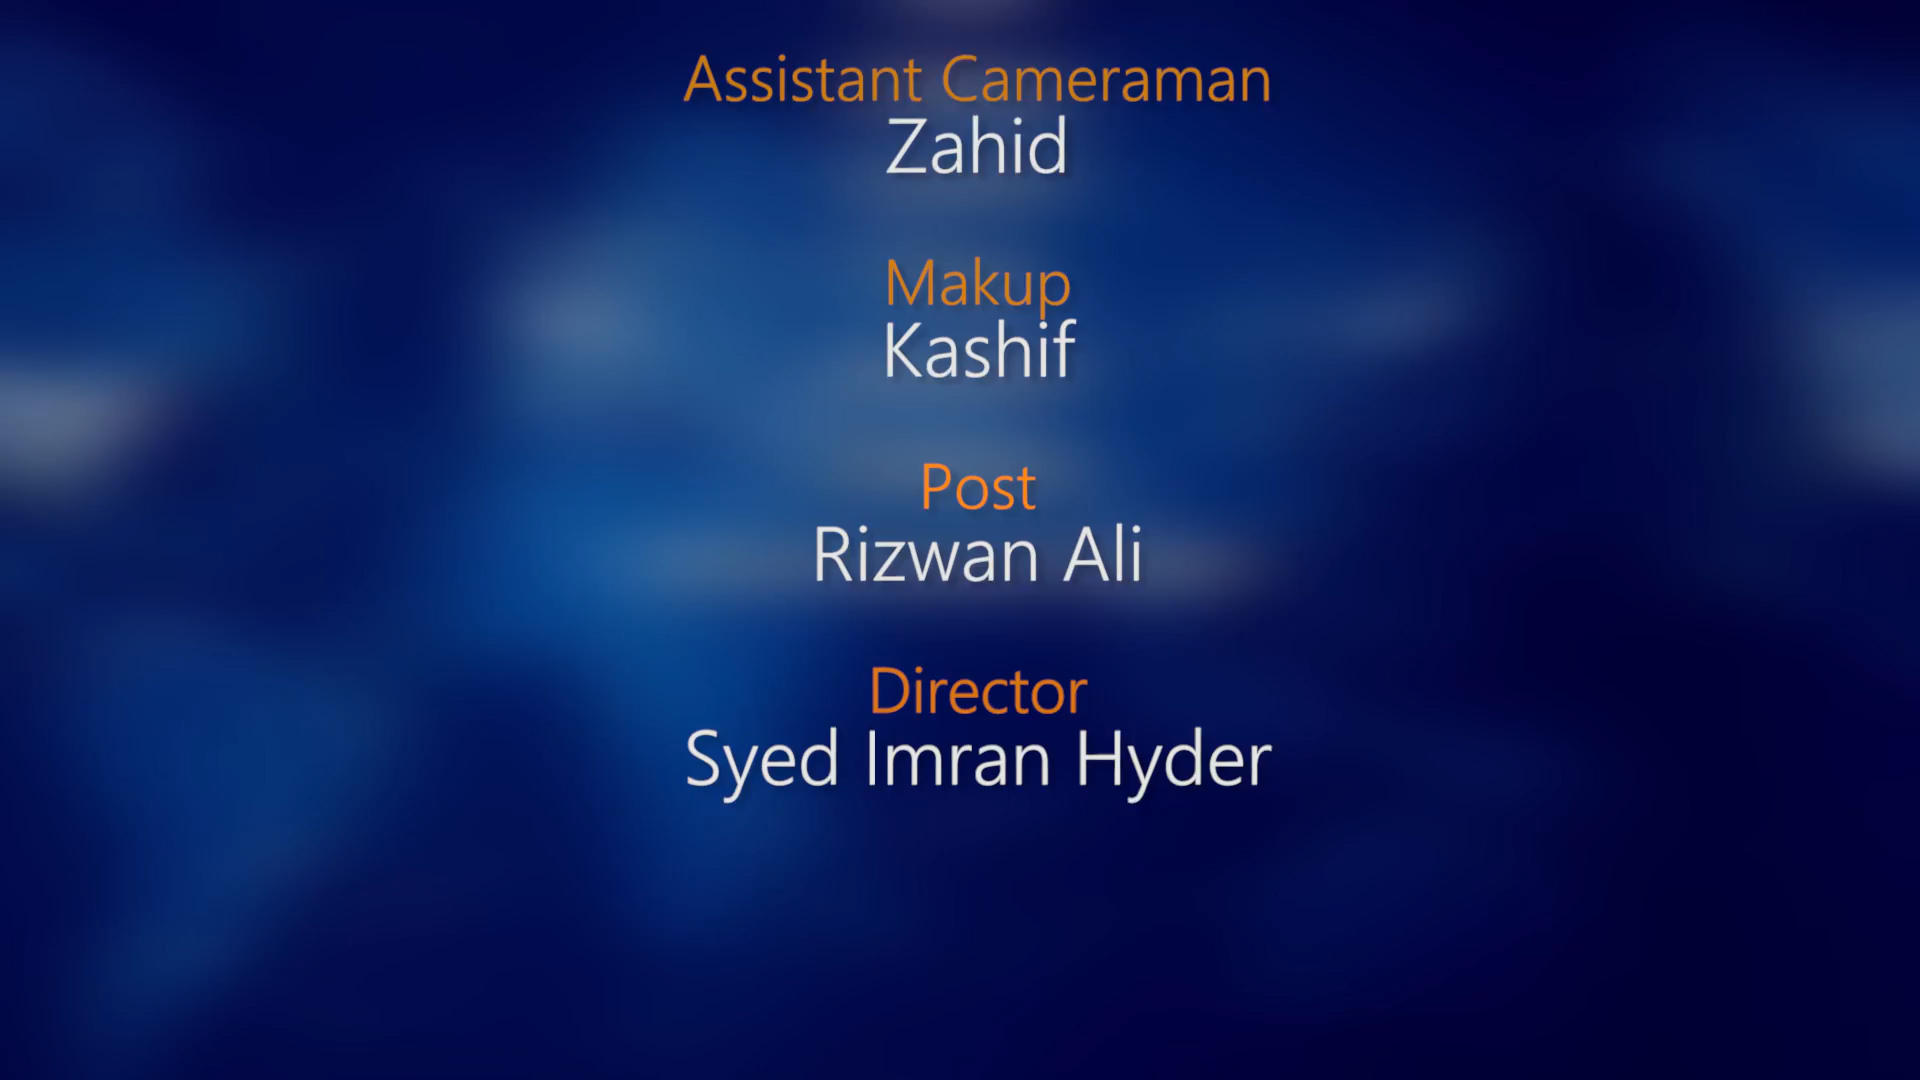 Assistant Cameraman
Zahid
Makup
Kashif
Post
Rizwan Ali
Director
Syed Imran Hyder